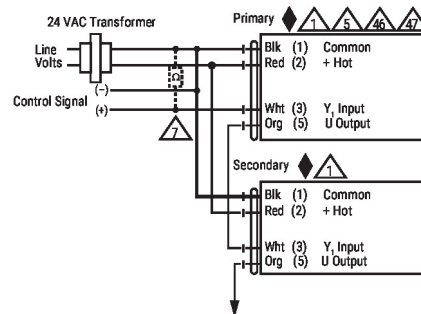 24 VAC Transformer
Primary 1 5 46 47
Line
Volts
Blk (1) Common
Red (2) + Hot
(–)
Control Signal
(+)
Ω
7
Wht (3) Y₁ Input
Org (5) U Output
Secondary 1
Blk (1) Common
Red (2) + Hot
Wht (3) Y₁ Input
Org (5) U Output